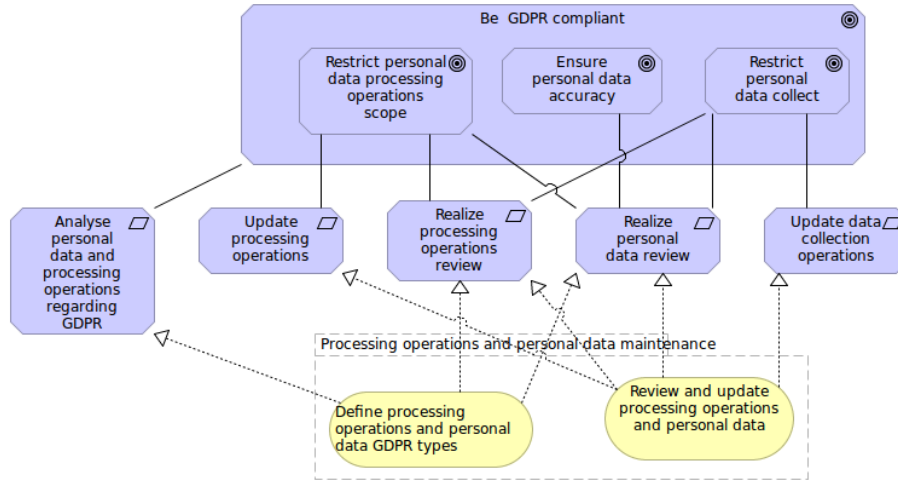 Be  GDPR compliant
Restrict personal
data processing
operations
scope
Ensure
personal data
accuracy
Restrict
personal
data collect
Analyse
personal
data and
processing
operations
regarding
GDPR
Update
processing
operations
Realize
processing
operations
review
Realize
personal
data review
Update data
collection
operations
Processing operations and personal data maintenance
Define processing
operations and personal
data GDPR types
Review and update
processing operations
and personal data